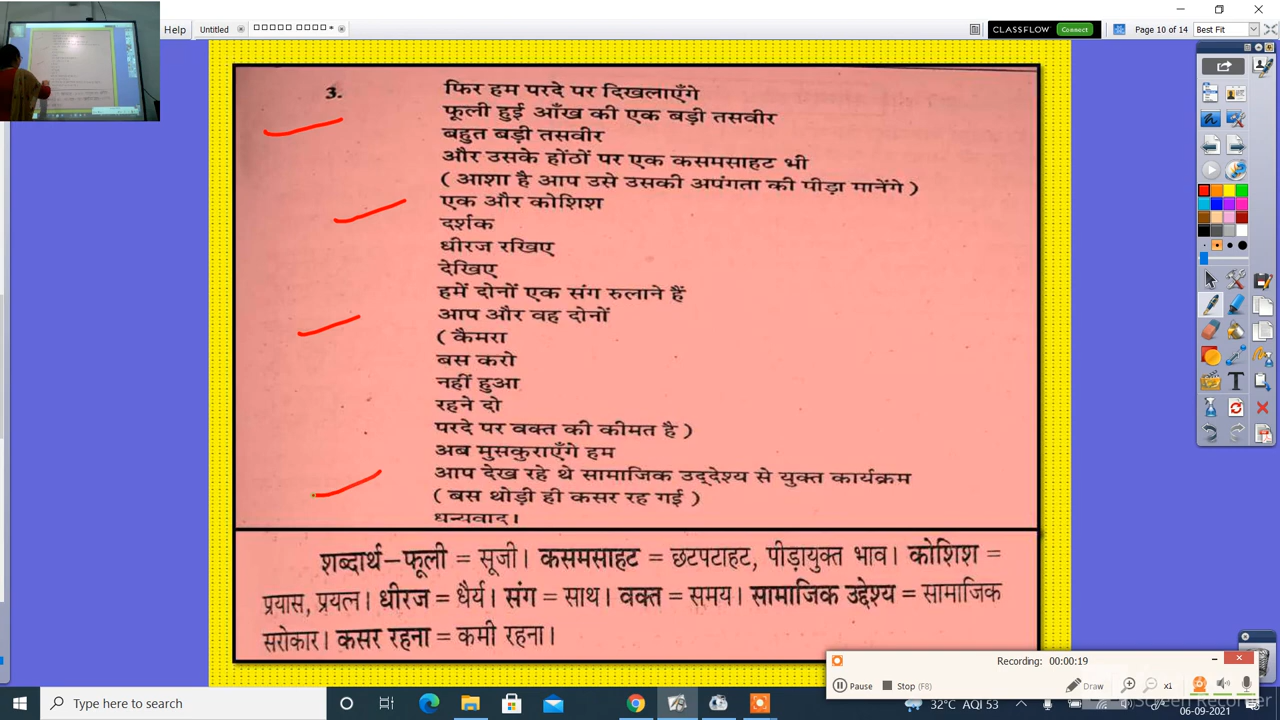 Help
Untitled
CLASSFLOW
Connect
Page 10 of 14
Best Fit
3.
फिर हम परदे पर दिखलाएँगे
फूली हुई आँख की एक बड़ी तसवीर
बहुत बड़ी तसवीर
और उसके होंठों पर एक कसमसाहट भी
( आशा है आप उसे उसकी अपंगता की पीड़ा मानेंगे )
एक और कोशिश
दर्शक
धीरज रखिए
देखिए
हमें दोनों एक संग रुलाने हैं
आप और वह दोनों
( कैमरा
बस करो
नहीं हुआ
रहने दो
परदे पर वक्त की कीमत है )
अब मुसकुराएँगे हम
आप देख रहे थे सामाजिक उद्देश्य से युक्त कार्यक्रम
( बस थोड़ी ही कसर रह गई )
धन्यवाद।
शब्दार्थ–फूली = सूजी। कसमसाहट = छटपटाहट, पीड़ायुक्त भाव। कोशिश =
प्रयास, प्रयत्न। धीरज = धैर्य। संग = साथ। वक्त = समय। सामाजिक उद्देश्य = सामाजिक
सरोकार। कसर रहना = कमी रहना।
Recording: 00:00:19
Pause
Stop (F8)
x1
Draw
Type here to search
32°C AQI 53
06-09-2021
Screen Recorder